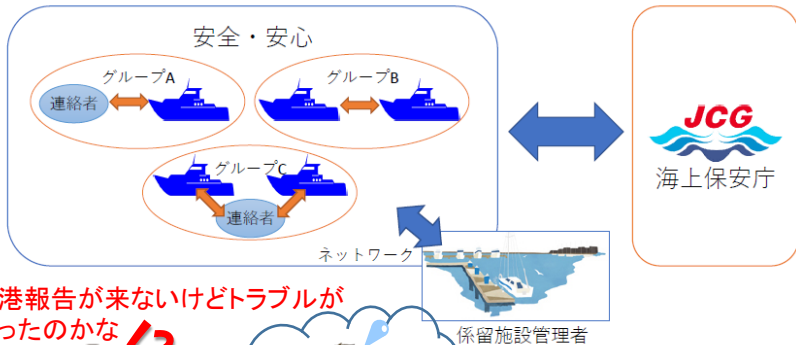 安全・安心
グループA
連絡者
グループB
グループC
連絡者
JCG
海上保安庁
ネットワーク
係留施設管理者
港報告が来ないけどトラブルが
ったのかな